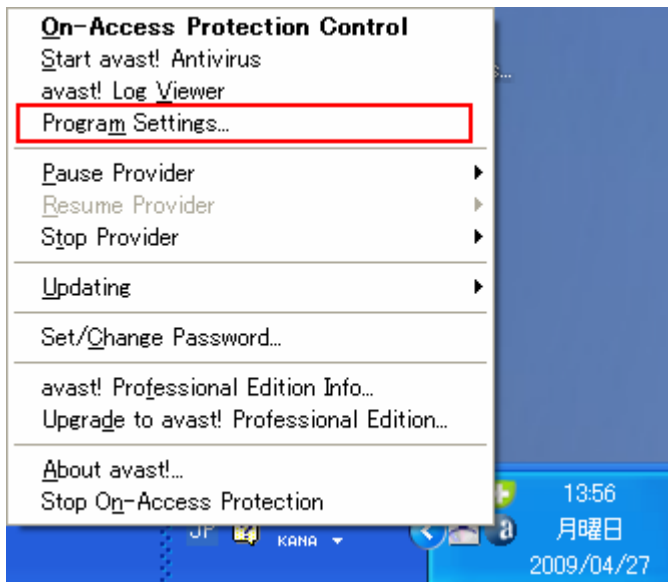 On-Access Protection Control
Start avast! Antivirus
avast! Log Viewer
Program Settings...
Pause Provider
Resume Provider
Stop Provider
Updating
Set/Change Password...
avast! Professional Edition Info...
Upgrade to avast! Professional Edition...
About avast!...
Stop On-Access Protection
JP
KANA
13:56
月曜日
2009/04/27